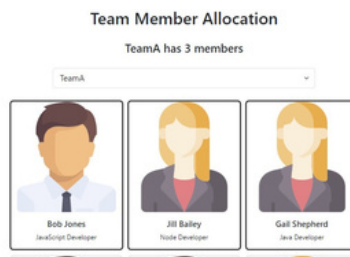 Team Member Allocation
TeamA has 3 members
TeamA
Bob Jones
Jill Bailey
Gail Shepherd
JavaScript Developer
Node Developer
Java Developer